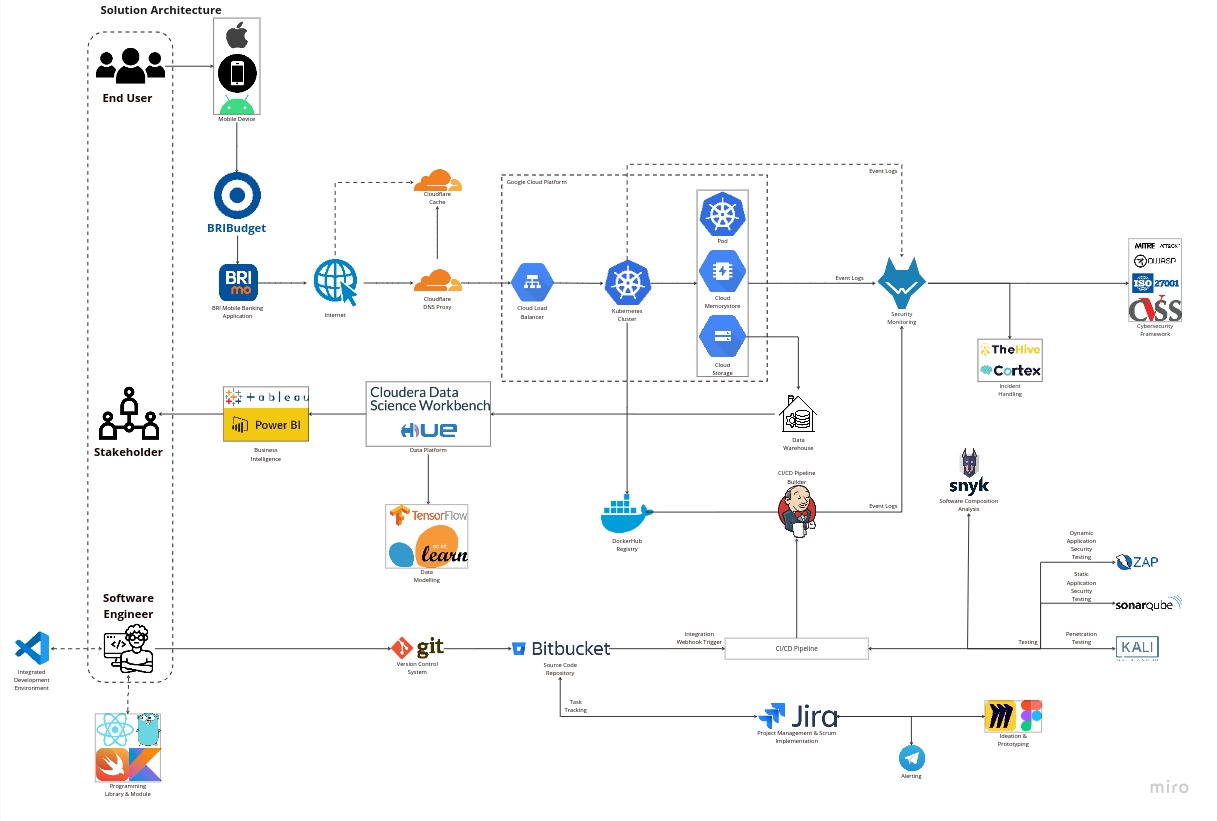 Solution Architecture
End User
Mobile Device
BRIBudget
BRI
mo
BRI Mobile Banking
Application
Internet
Cloudflare
Cache
Cloudflare
DNS Proxy
Google Cloud Platform
Cloud Load
Balancer
Kubernetes
Cluster
Pod
Cloud
Memorystore
Cloud
Storage
Event Logs
Event Logs
Security
Monitoring
MITRE ATT&CK
OWASP
ISO 27001
CVSS
Cybersecurity
Framework
TheHive
Cortex
Incident
Handling
Stakeholder
+ableau
Power BI
Business
Intelligence
Cloudera Data
Science Workbench
HUE
Data Platform
Data
Warehouse
TensorFlow
learn
Data
Modelling
DockerHub
Registry
CI/CD Pipeline
Builder
Event Logs
snyk
Software Composition
Analysis
Dynamic
Application
Security
Testing
ZAP
Static
Application
Security
Testing
sonarqube
Penetration
Testing
KALI
Testing
Software
Engineer
Integrated
Development
Environment
git
Version Control
System
Bitbucket
Source Code
Repository
Integration
Webhook Trigger
CI/CD Pipeline
Task
Tracking
Jira
Project Management & Scrum
Implementation
Alerting
Ideation &
Prototyping
Programming
Library & Module
miro